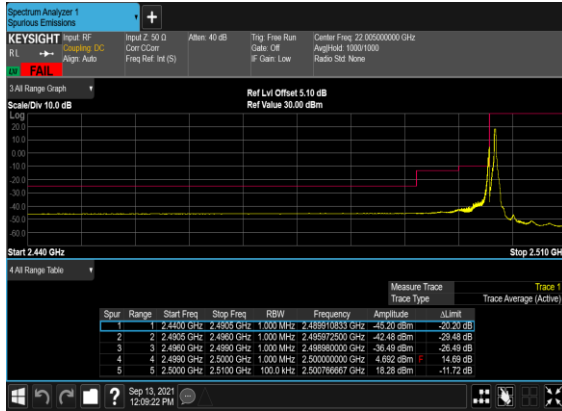 Spectrum Analyzer 1
Spurious Emissions
+
KEYSIGHT Input: RF Input Z: 50 Ω Atten: 40 dB Trig: Free Run Center Freq: 22.005000000 GHz
RL Coupling: DC Corr CCorr Gate: Off Avg|Hold: 1000/1000
Align: Auto Freq Ref: Int (S) IF Gain: Low Radio Std: None
LV FAIL
3 All Range Graph Ref Lvl Offset 5.10 dB
Scale/Div 10.0 dB Ref Value 30.00 dBm
Log
20.0
10.0
0.00
-10.0
-20.0
-30.0
-40.0
-50.0
-60.0
Start 2.440 GHz Stop 2.510 GH
4 All Range Table
Measure Trace Trace 1
Trace Type Trace Average (Active)
Spur Range Start Freq Stop Freq RBW Frequency Amplitude ΔLimit
1 1 2.4400 GHz 2.4905 GHz 1.000 MHz 2.489910833 GHz -45.20 dBm -20.20 dB
2 2 2.4905 GHz 2.4960 GHz 1.000 MHz 2.495972500 GHz -42.48 dBm -29.48 dB
3 3 2.4960 GHz 2.4990 GHz 1.000 MHz 2.498980000 GHz -36.49 dBm -26.49 dB
4 4 2.4990 GHz 2.5000 GHz 1.000 MHz 2.500000000 GHz 4.692 dBm F 14.69 dB
5 5 2.5000 GHz 2.5100 GHz 100.0 kHz 2.500766667 GHz 18.28 dBm -11.72 dB
? Sep 13, 2021
12:09:22 PM